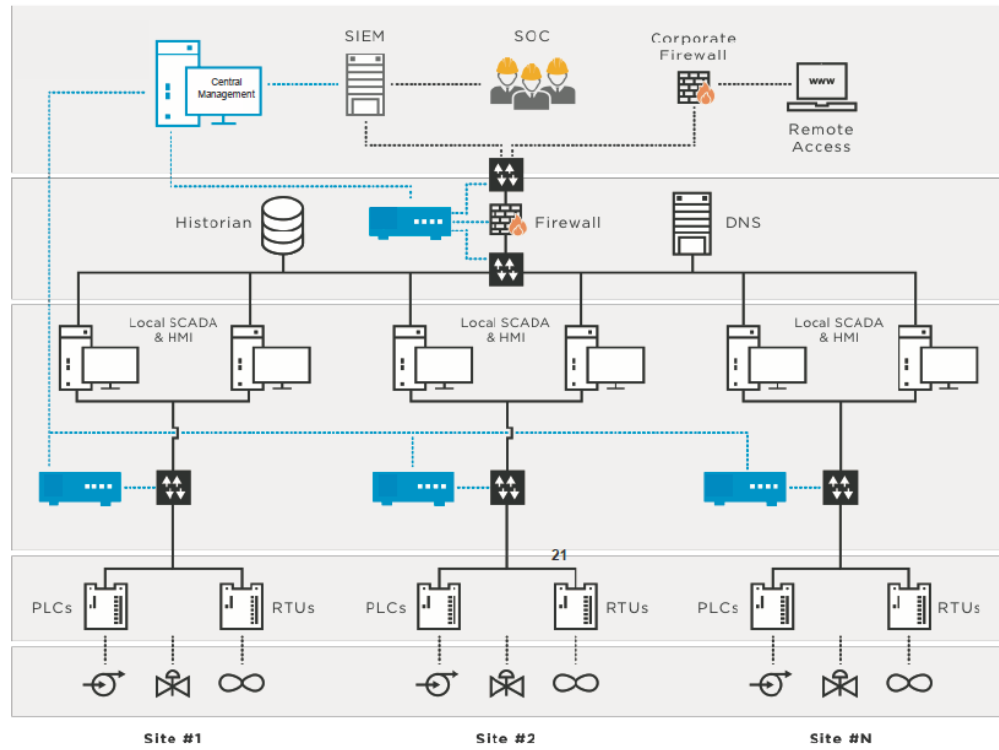 SIEM
SOC
Corporate
Firewall
Central
Management
www
Remote
Access
Historian
Firewall
DNS
Local SCADA
& HMI
Local SCADA
& HMI
Local SCADA
& HMI
21
PLCs
RTUs
PLCs
RTUs
PLCs
RTUs
Site #1
Site #2
Site #N